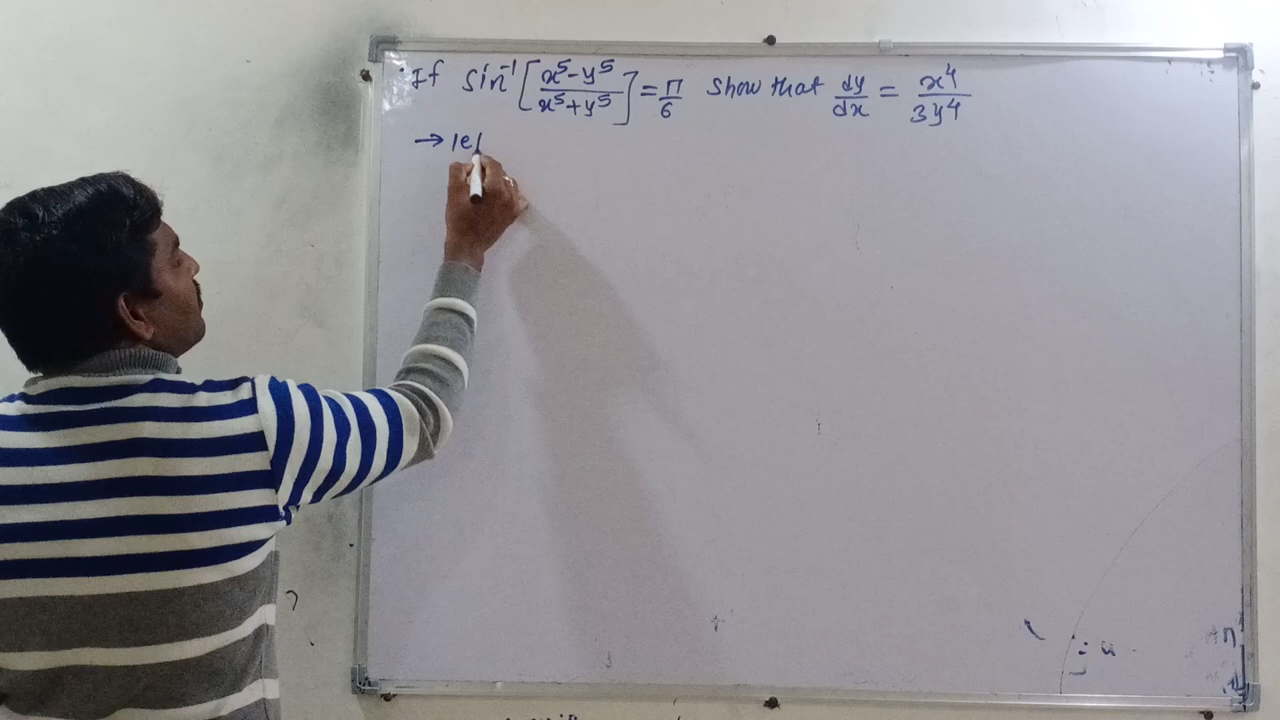 If sin⁻¹ [x⁵-y⁵ / x⁵+y⁵] = π/6 show that dy/dx = x⁴/3y⁴
→ let